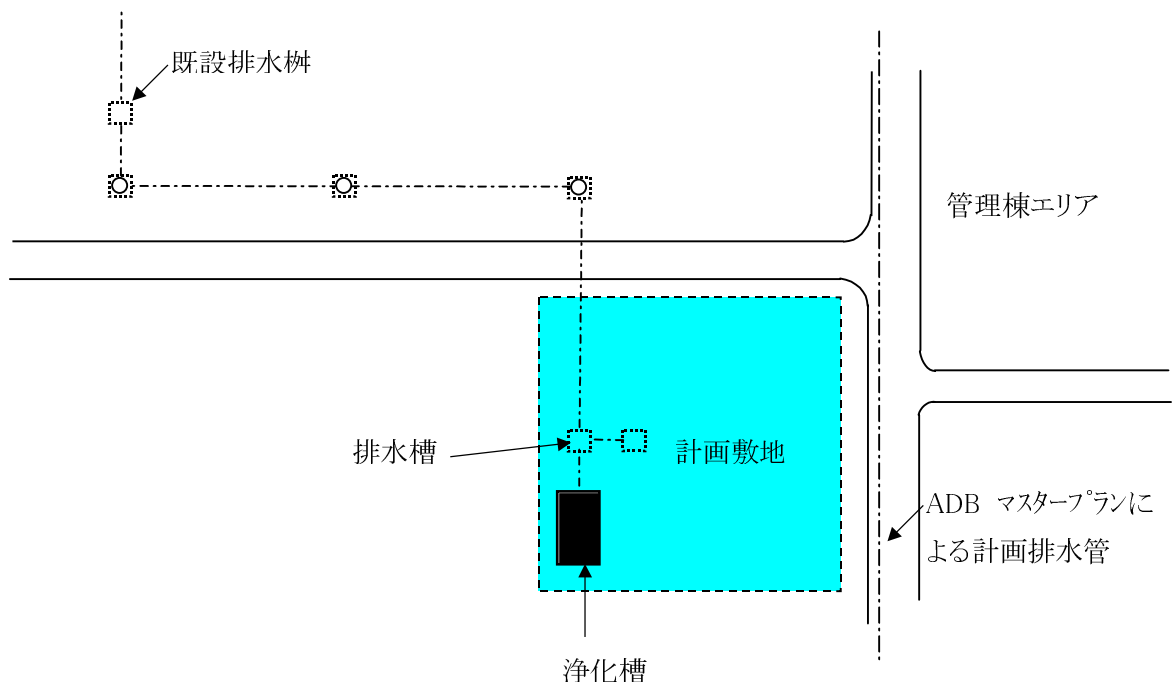 既設排水桝
管理棟エリア
排水槽
計画敷地
ADB マスタープランに
よる計画排水管
浄化槽